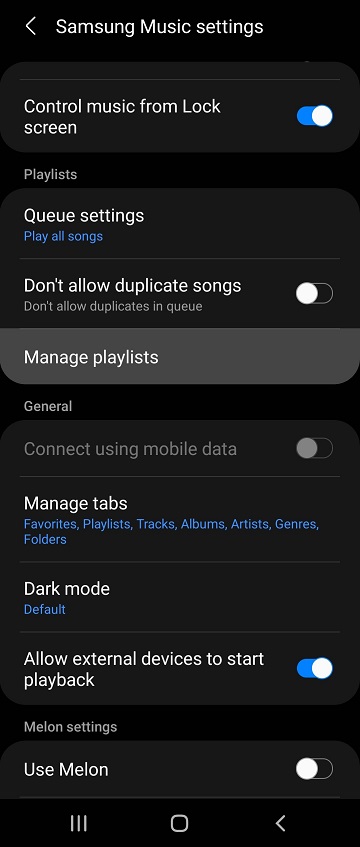 Samsung Music settings
Control music from Lock
screen
Playlists
Queue settings
Play all songs
Don't allow duplicate songs
Don't allow duplicates in queue
Manage playlists
General
Connect using mobile data
Manage tabs
Favorites, Playlists, Tracks, Albums, Artists, Genres,
Folders
Dark mode
Default
Allow external devices to start
playback
Melon settings
Use Melon